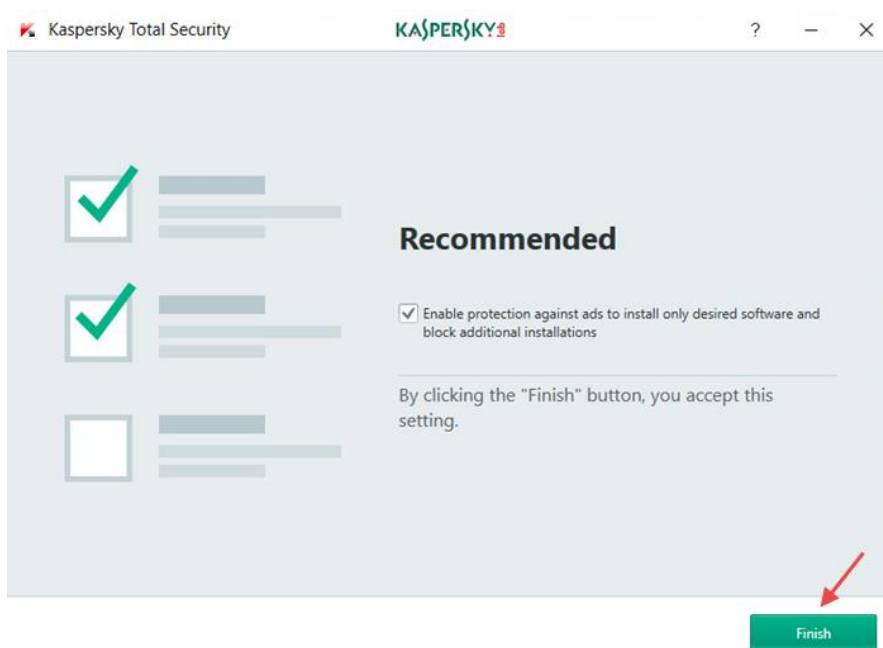 Kaspersky Total Security
KASPERSKY lab
?
Recommended
Enable protection against ads to install only desired software and
block additional installations
By clicking the "Finish" button, you accept this
setting.
Finish